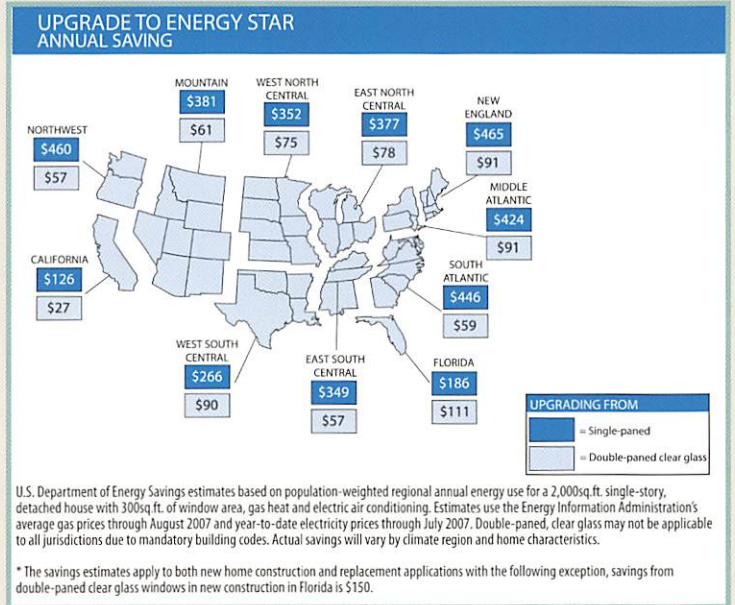 UPGRADE TO ENERGY STAR
ANNUAL SAVING
MOUNTAIN
$381
$61
WEST NORTH
CENTRAL
$352
$75
EAST NORTH
CENTRAL
$377
$78
NEW
ENGLAND
$465
$91
NORTHWEST
$460
$57
MIDDLE
ATLANTIC
$424
$91
CALIFORNIA
$126
$27
SOUTH
ATLANTIC
$446
$59
WEST SOUTH
CENTRAL
$266
$90
EAST SOUTH
CENTRAL
$349
$57
FLORIDA
$186
$111
UPGRADING FROM
= Single-paned
= Double-paned clear glass
U.S. Department of Energy Savings estimates based on population-weighted regional annual energy use for a 2,000sq.ft. single-story,
detached house with 300sq.ft. of window area, gas heat and electric air conditioning. Estimates use the Energy Information Administration's
average gas prices through August 2007 and year-to-date electricity prices through July 2007. Double-paned, clear glass may not be applicable
to all jurisdictions due to mandatory building codes. Actual savings will vary by climate region and home characteristics.
* The savings estimates apply to both new home construction and replacement applications with the following exception, savings from
double-paned clear glass windows in new construction in Florida is $150.